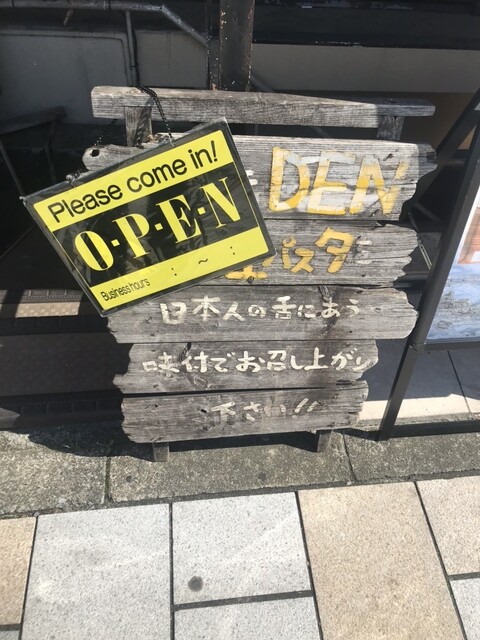 Please come in!
O·P·E·N
Business hours : ~ :
DEN
パスタ
日本人の舌にあう
味付でお召し上がり
下さい!!